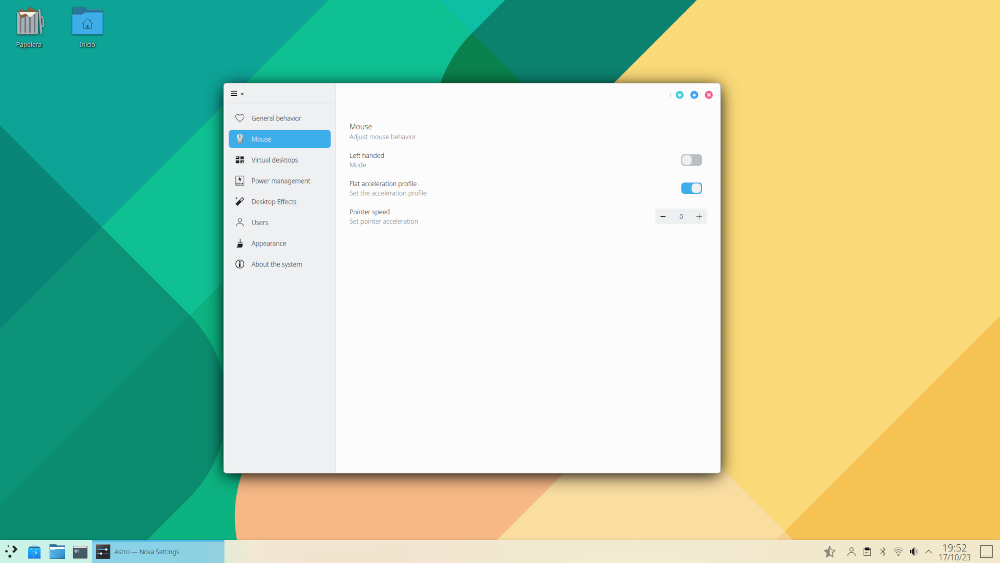 Papelera
Inicio
General behavior
Mouse
Virtual desktops
Power management
Desktop Effects
Users
Appearance
About the system
Mouse
Adjust mouse behavior
Left handed
Mode
Flat acceleration profile
Set the acceleration profile
Pointer speed
Set pointer acceleration
− 0 +
Astro — Nova Settings
19:52
17/10/23